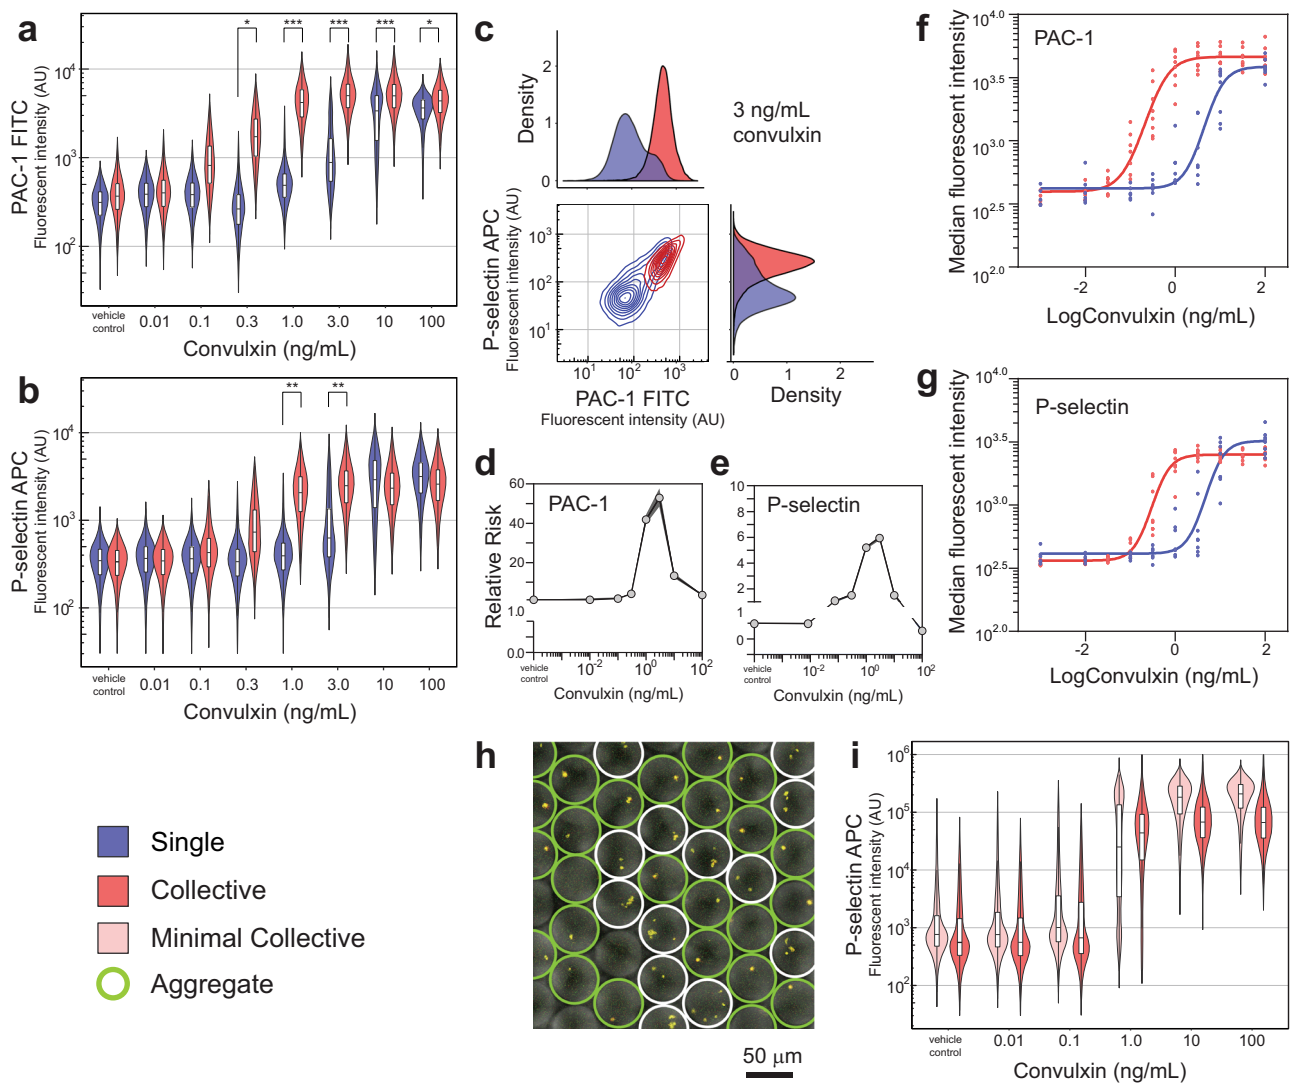 a
* *** *** *** *
10^4
10^3
10^2
PAC-1 FITC
Fluorescent intensity (AU)
vehicle
control
0.01 0.1 0.3 1.0 3.0 10 100
Convulxin (ng/mL)
b
** **
10^4
10^3
10^2
P-selectin APC
Fluorescent intensity (AU)
vehicle
control
0.01 0.1 0.3 1.0 3.0 10 100
Convulxin (ng/mL)
c
Density
2
1
0
3 ng/mL
convulxin
P-selectin APC
Fluorescent intensity (AU)
10^3
10^2
10^1
10^1 10^2 10^3
PAC-1 FITC
Fluorescent intensity (AU)
0 1 2
Density
d
PAC-1
Relative Risk
60
40
20
1.0
0.0
vehicle
control
10^-2 10^0 10^2
Convulxin (ng/mL)
e
P-selectin
10
8
6
4
2
1
0
vehicle
control
10^-2 10^0 10^2
Convulxin (ng/mL)
f
PAC-1
Median fluorescent intensity
10^4.0
10^3.5
10^3.0
10^2.5
10^2.0
-2 0 2
LogConvulxin (ng/mL)
g
P-selectin
Median fluorescent intensity
10^4.0
10^3.5
10^3.0
10^2.5
10^2.0
-2 0 2
LogConvulxin (ng/mL)
Single
Collective
Minimal Collective
Aggregate
h
50 μm
i
P-selectin APC
Fluorescent intensity (AU)
10^6
10^5
10^4
10^3
10^2
vehicle
control
0.01 0.1 1.0 10 100
Convulxin (ng/mL)